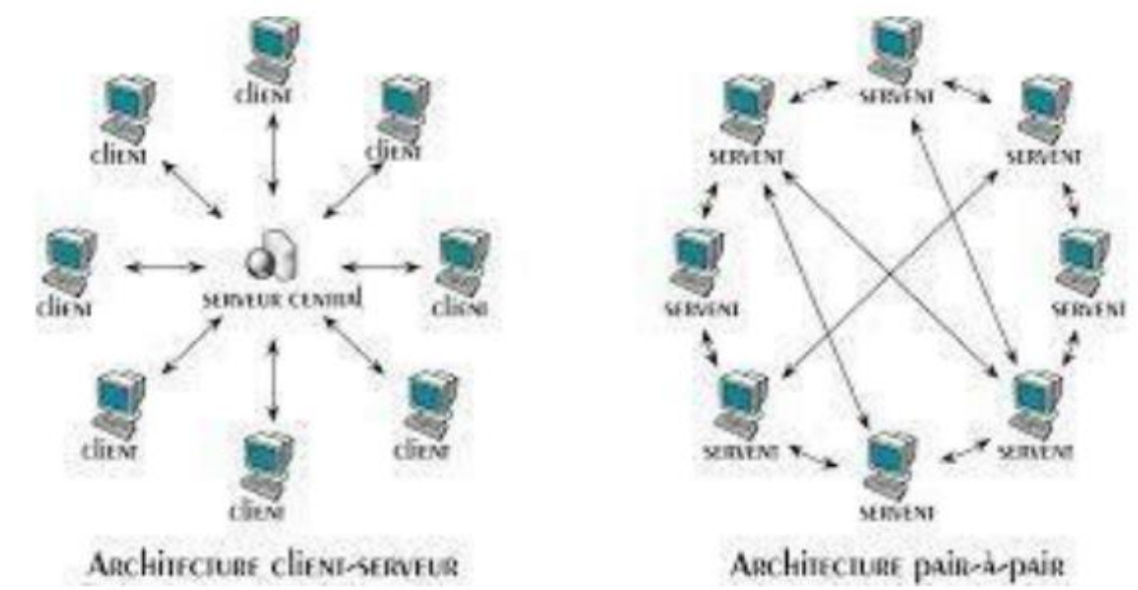 client
client
client
client
serveur central
client
client
client
client
Architecture client-serveur
servent
servent
servent
servent
servent
servent
servent
servent
Architecture pair-à-pair